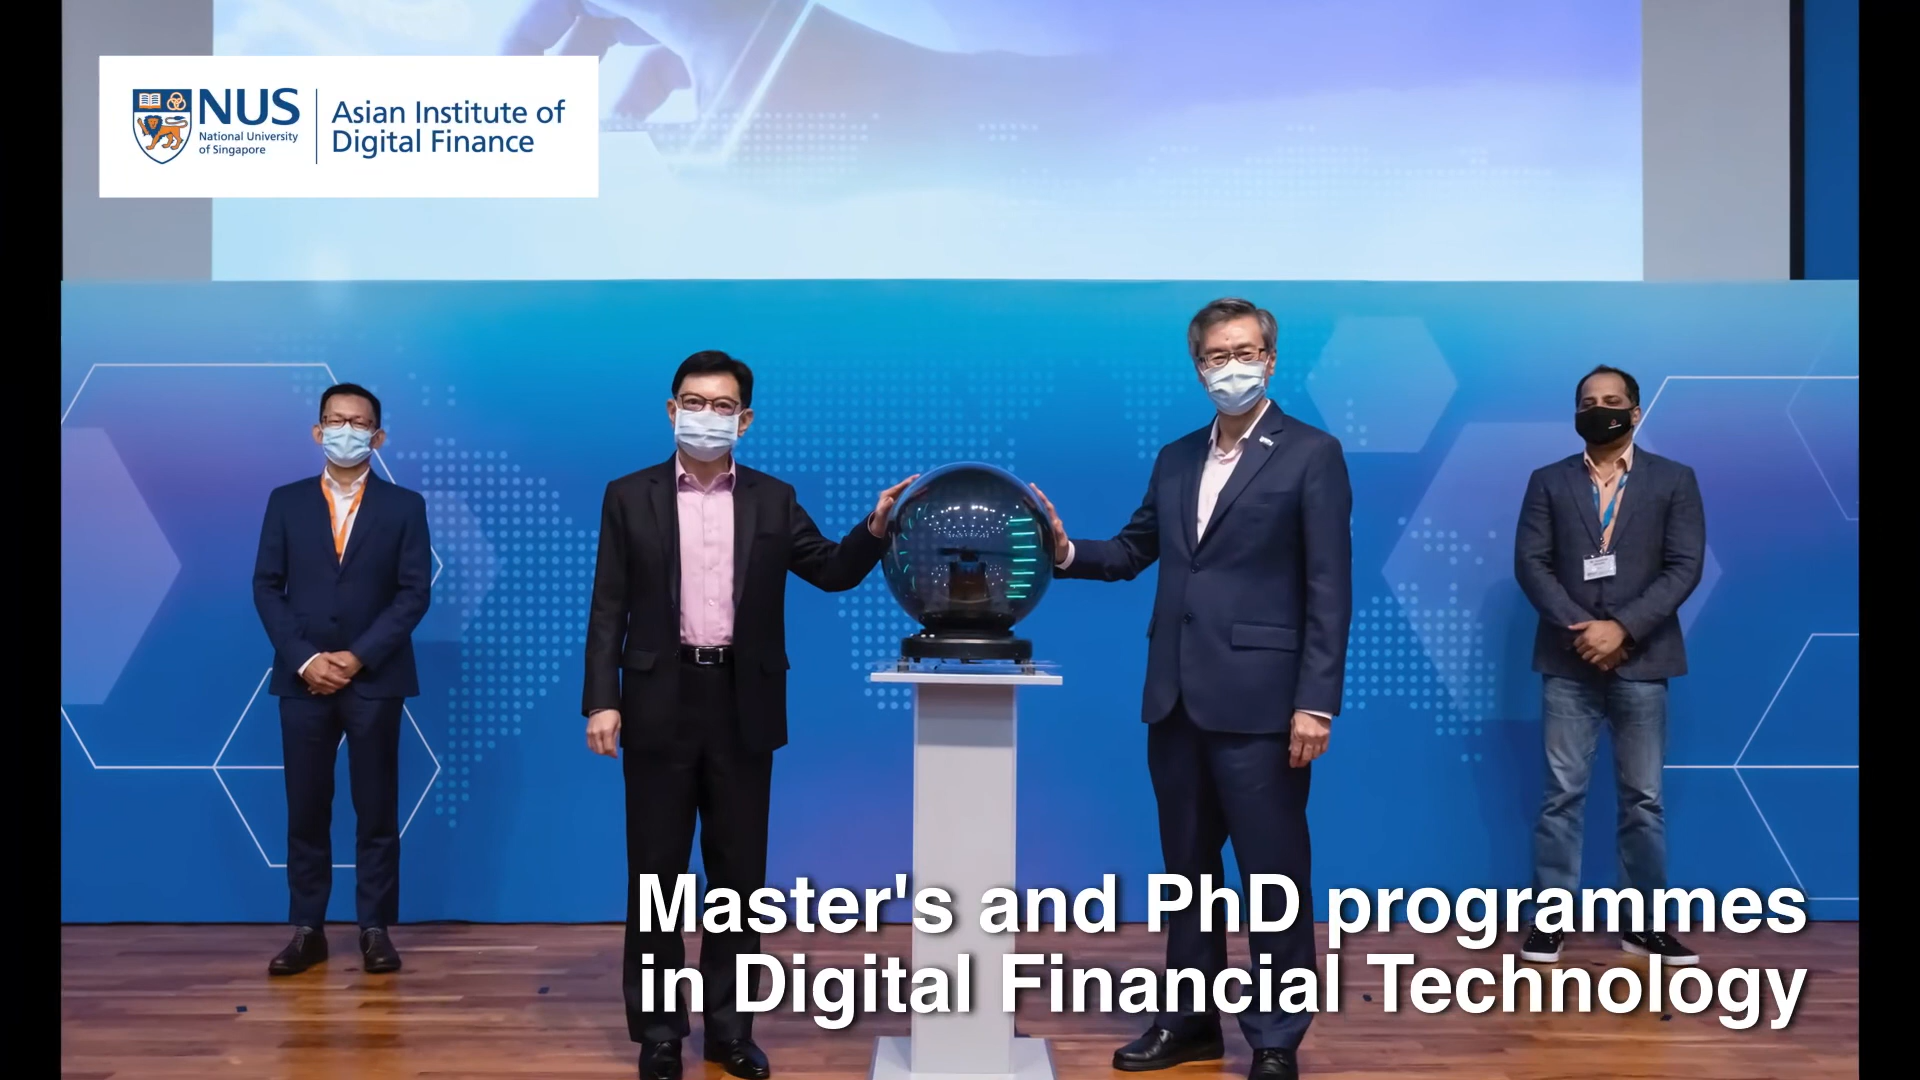 NUS
National University
of Singapore
Asian Institute of
Digital Finance
Master's and PhD programmes
in Digital Financial Technology